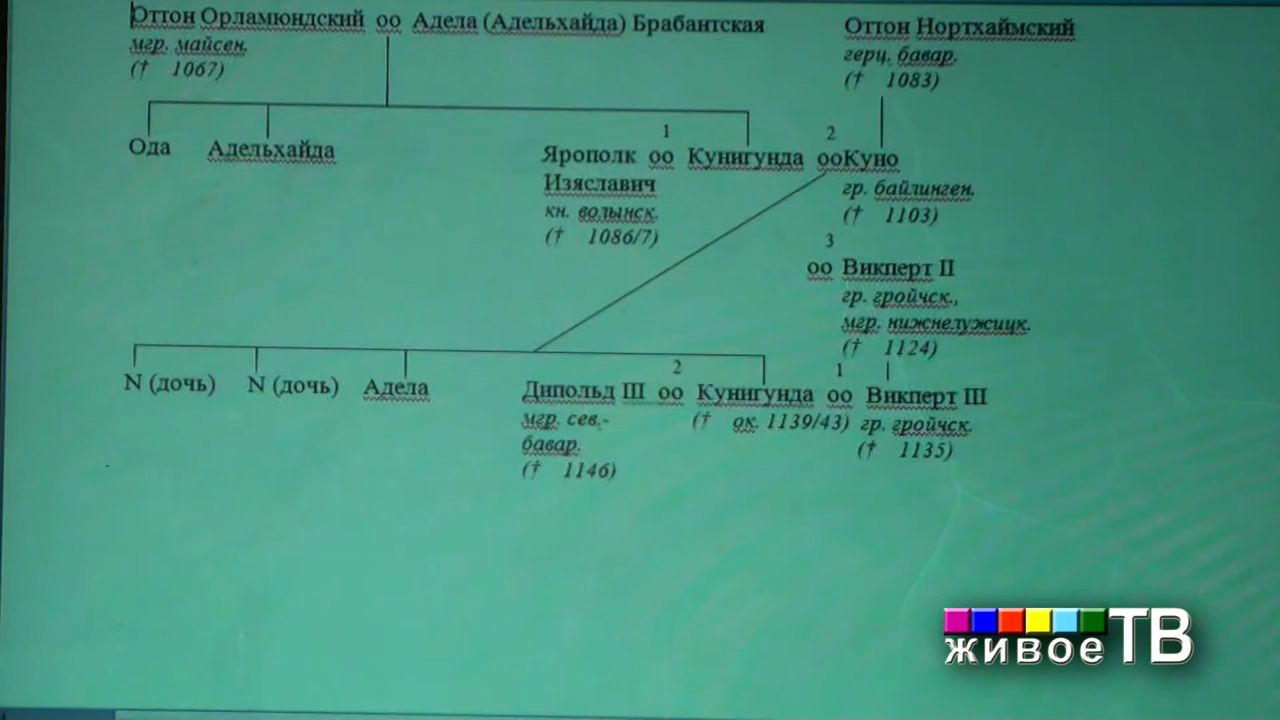 Оттон Орламюндский оо Адела (Адельхайда) Брабантская
мгр. майсен.
(† 1067)
Оттон Нортхаймский
герц. бавар.
(† 1083)
Ода Адельхайда
1 2
Ярополк оо Кунигунда ооКуно
Изяславич
кн. волынск.
(† 1086/7)
гр. байлинген.
(† 1103)
3
оо Викперт II
гр. гройчск.,
мгр. нижнелужицк.
(† 1124)
N (дочь) N (дочь) Адела
2 1
Дипольд III оо Кунигунда оо Викперт III
мгр. сев.-
бавар.
(† 1146)
(† ок. 1139/43)
гр. гройчск.
(† 1135)
живое ТВ